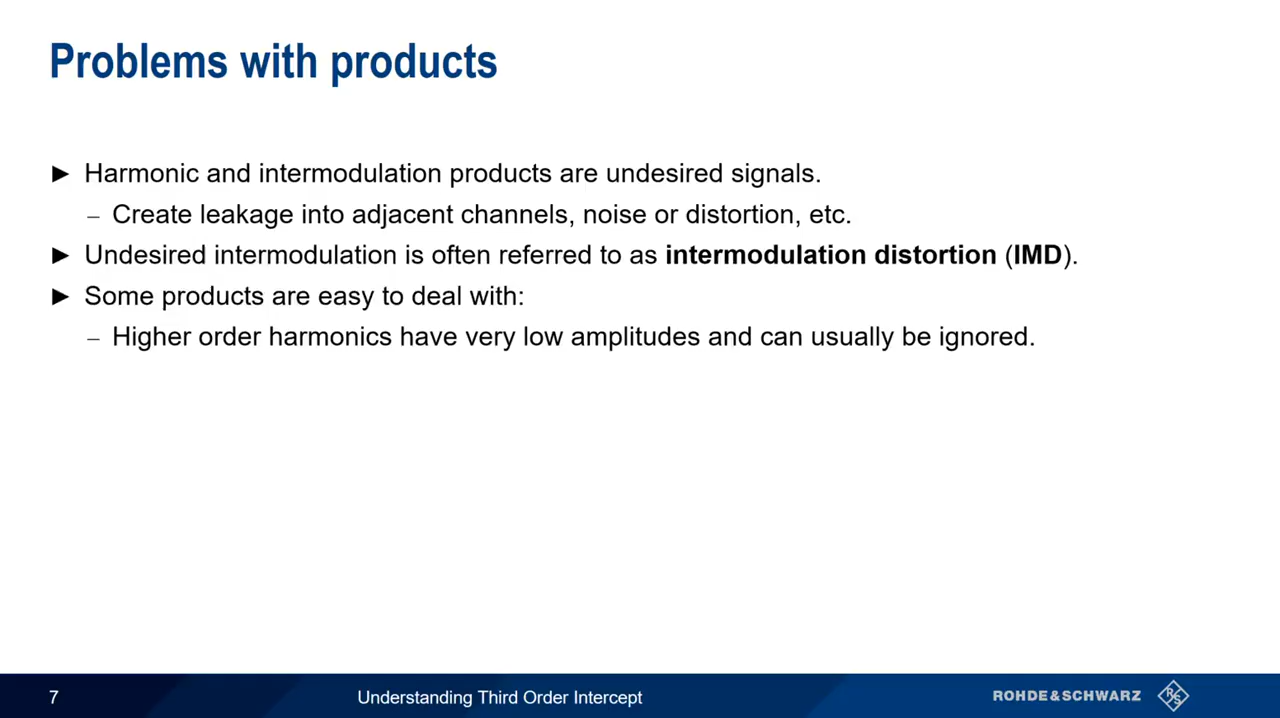 Problems with products
► Harmonic and intermodulation products are undesired signals.
– Create leakage into adjacent channels, noise or distortion, etc.
► Undesired intermodulation is often referred to as intermodulation distortion (IMD).
► Some products are easy to deal with:
– Higher order harmonics have very low amplitudes and can usually be ignored.
7
Understanding Third Order Intercept
ROHDE&SCHWARZ
R&S